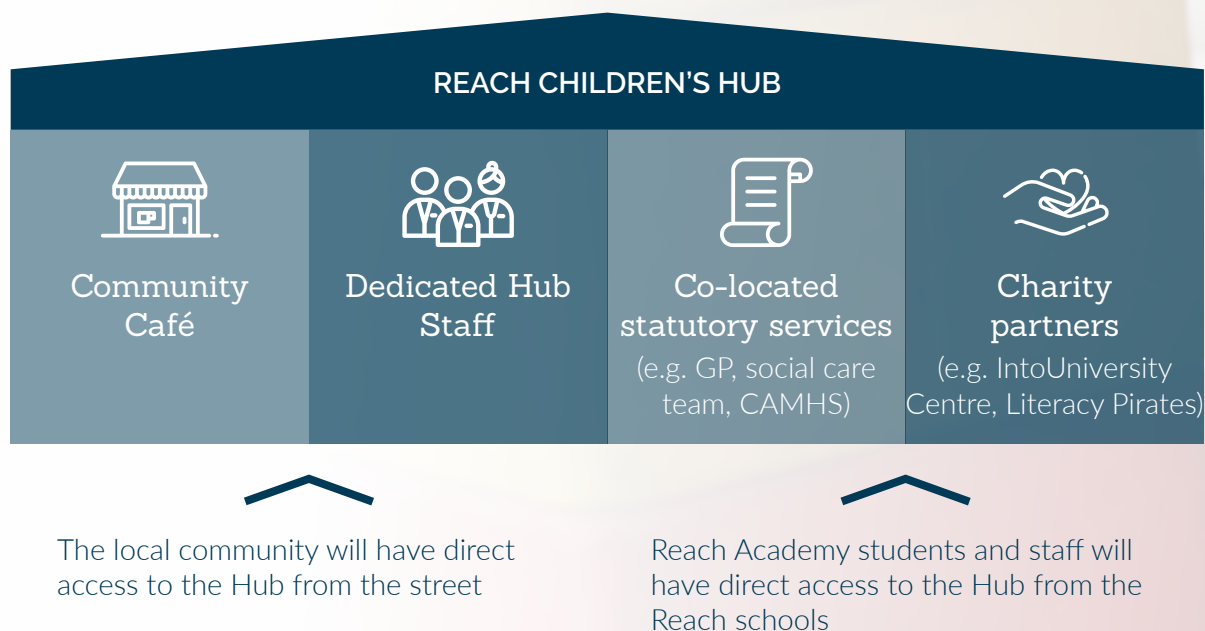 REACH CHILDREN'S HUB
Community
Café
Dedicated Hub
Staff
Co-located
statutory services
(e.g. GP, social care
team, CAMHS)
Charity
partners
(e.g. IntoUniversity
Centre, Literacy Pirates)
The local community will have direct
access to the Hub from the street
Reach Academy students and staff will
have direct access to the Hub from the
Reach schools